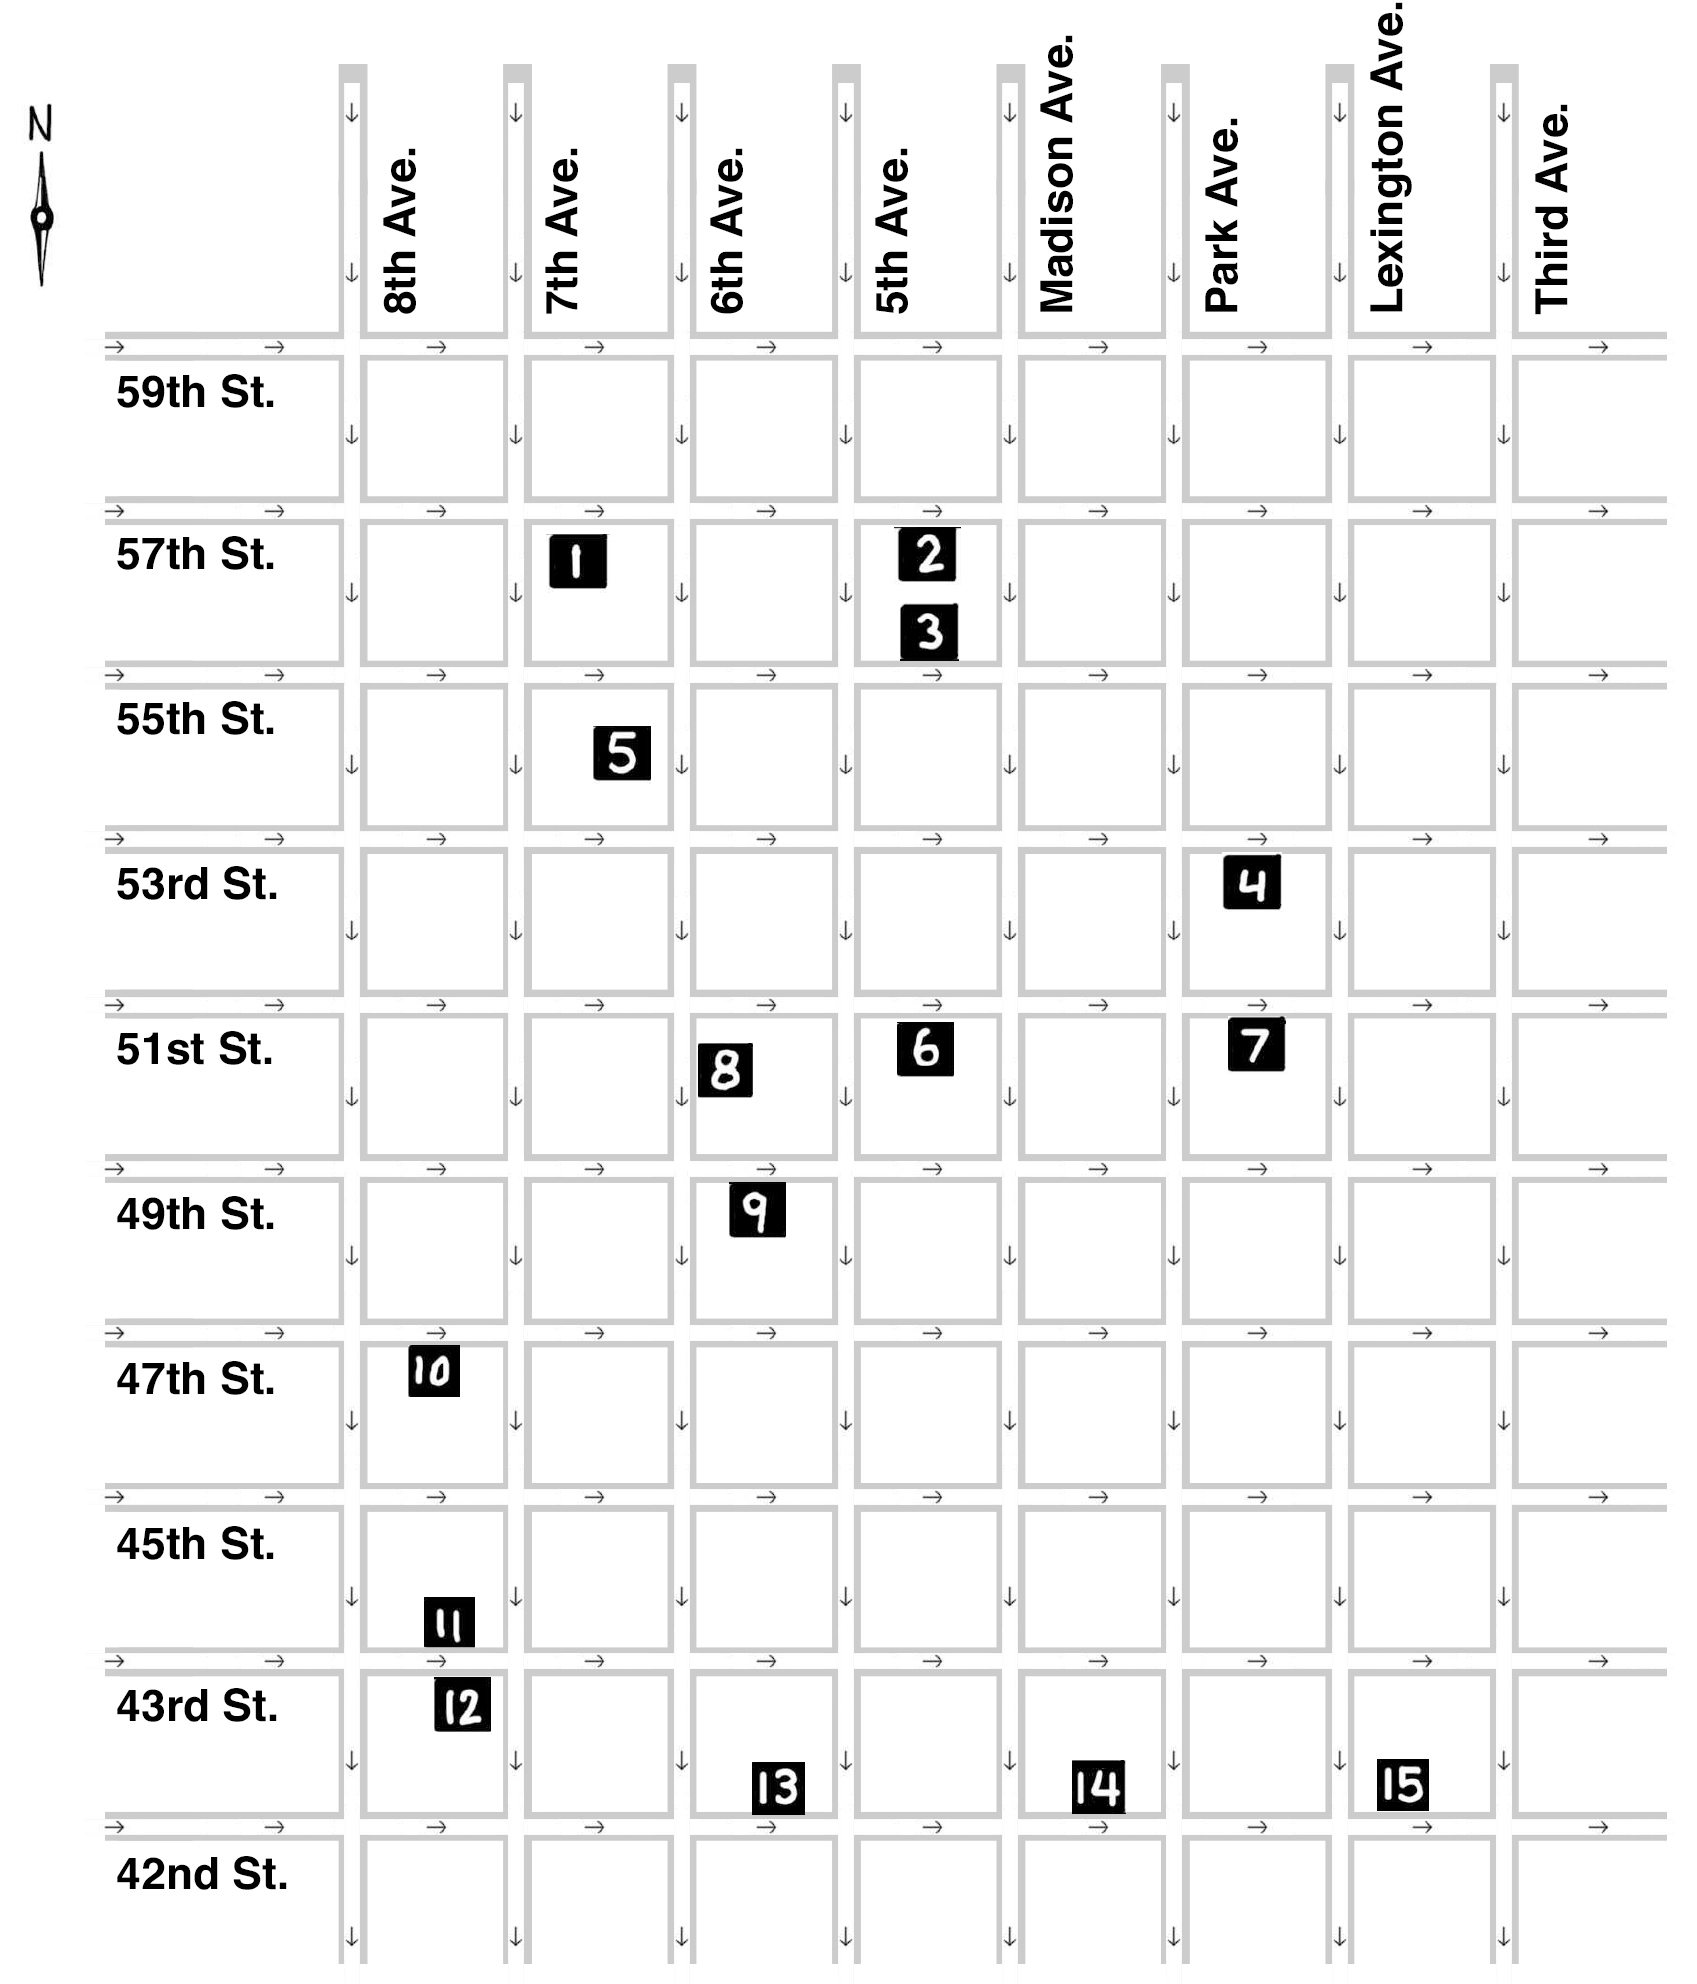 N
8th Ave.
7th Ave.
6th Ave.
5th Ave.
Madison Ave.
Park Ave.
Lexington Ave.
Third Ave.
59th St.
57th St.
1
2
3
55th St.
5
53rd St.
4
51st St.
8
6
7
49th St.
9
47th St.
10
45th St.
11
43rd St.
12
13
14
15
42nd St.